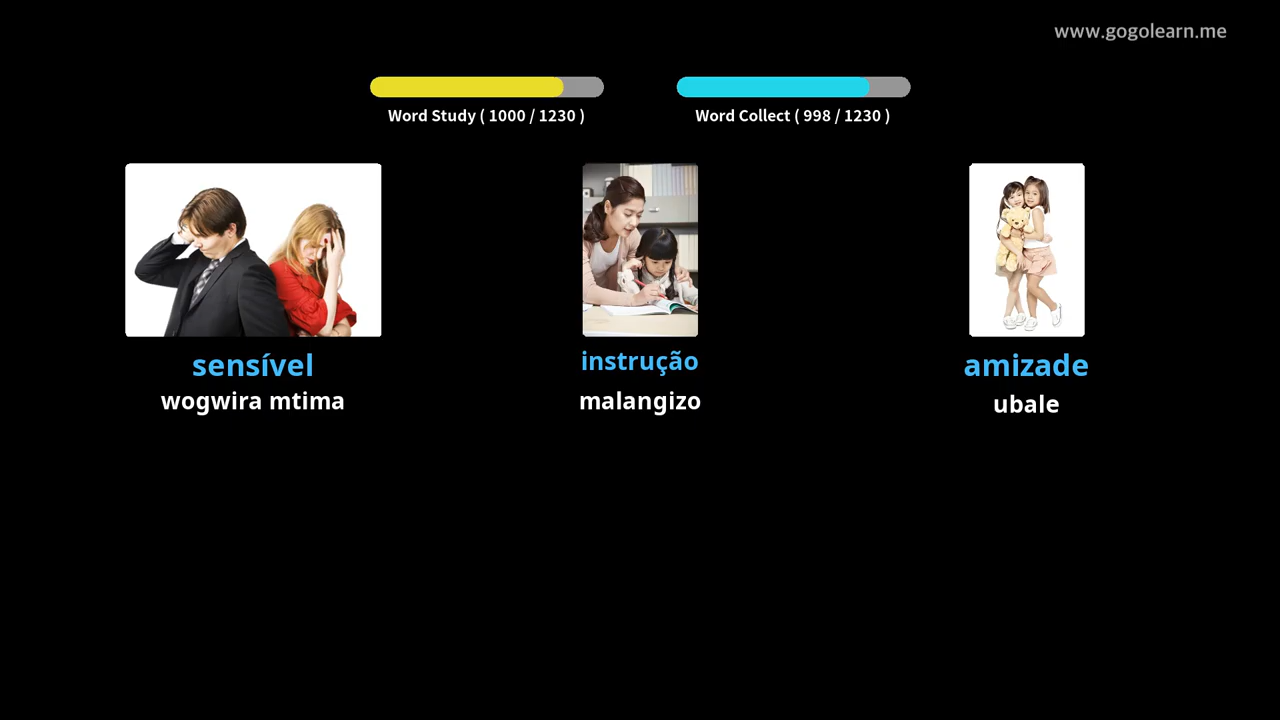 www.gogolearn.me
Word Study ( 1000 / 1230 )
Word Collect ( 998 / 1230 )
sensível
wogwira mtima
instrução
malangizo
amizade
ubale